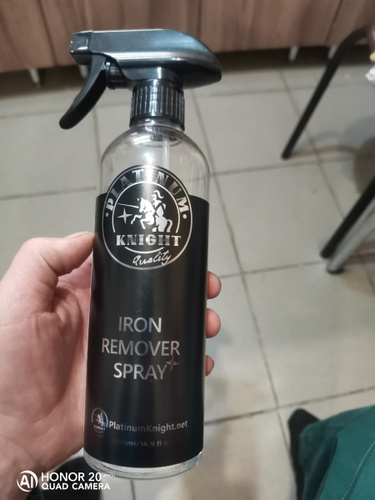 PLATINUM
KNIGHT
Quality
IRON
REMOVER
SPRAY
PlatinumKnight.net
HONOR 20
QUAD CAMERA